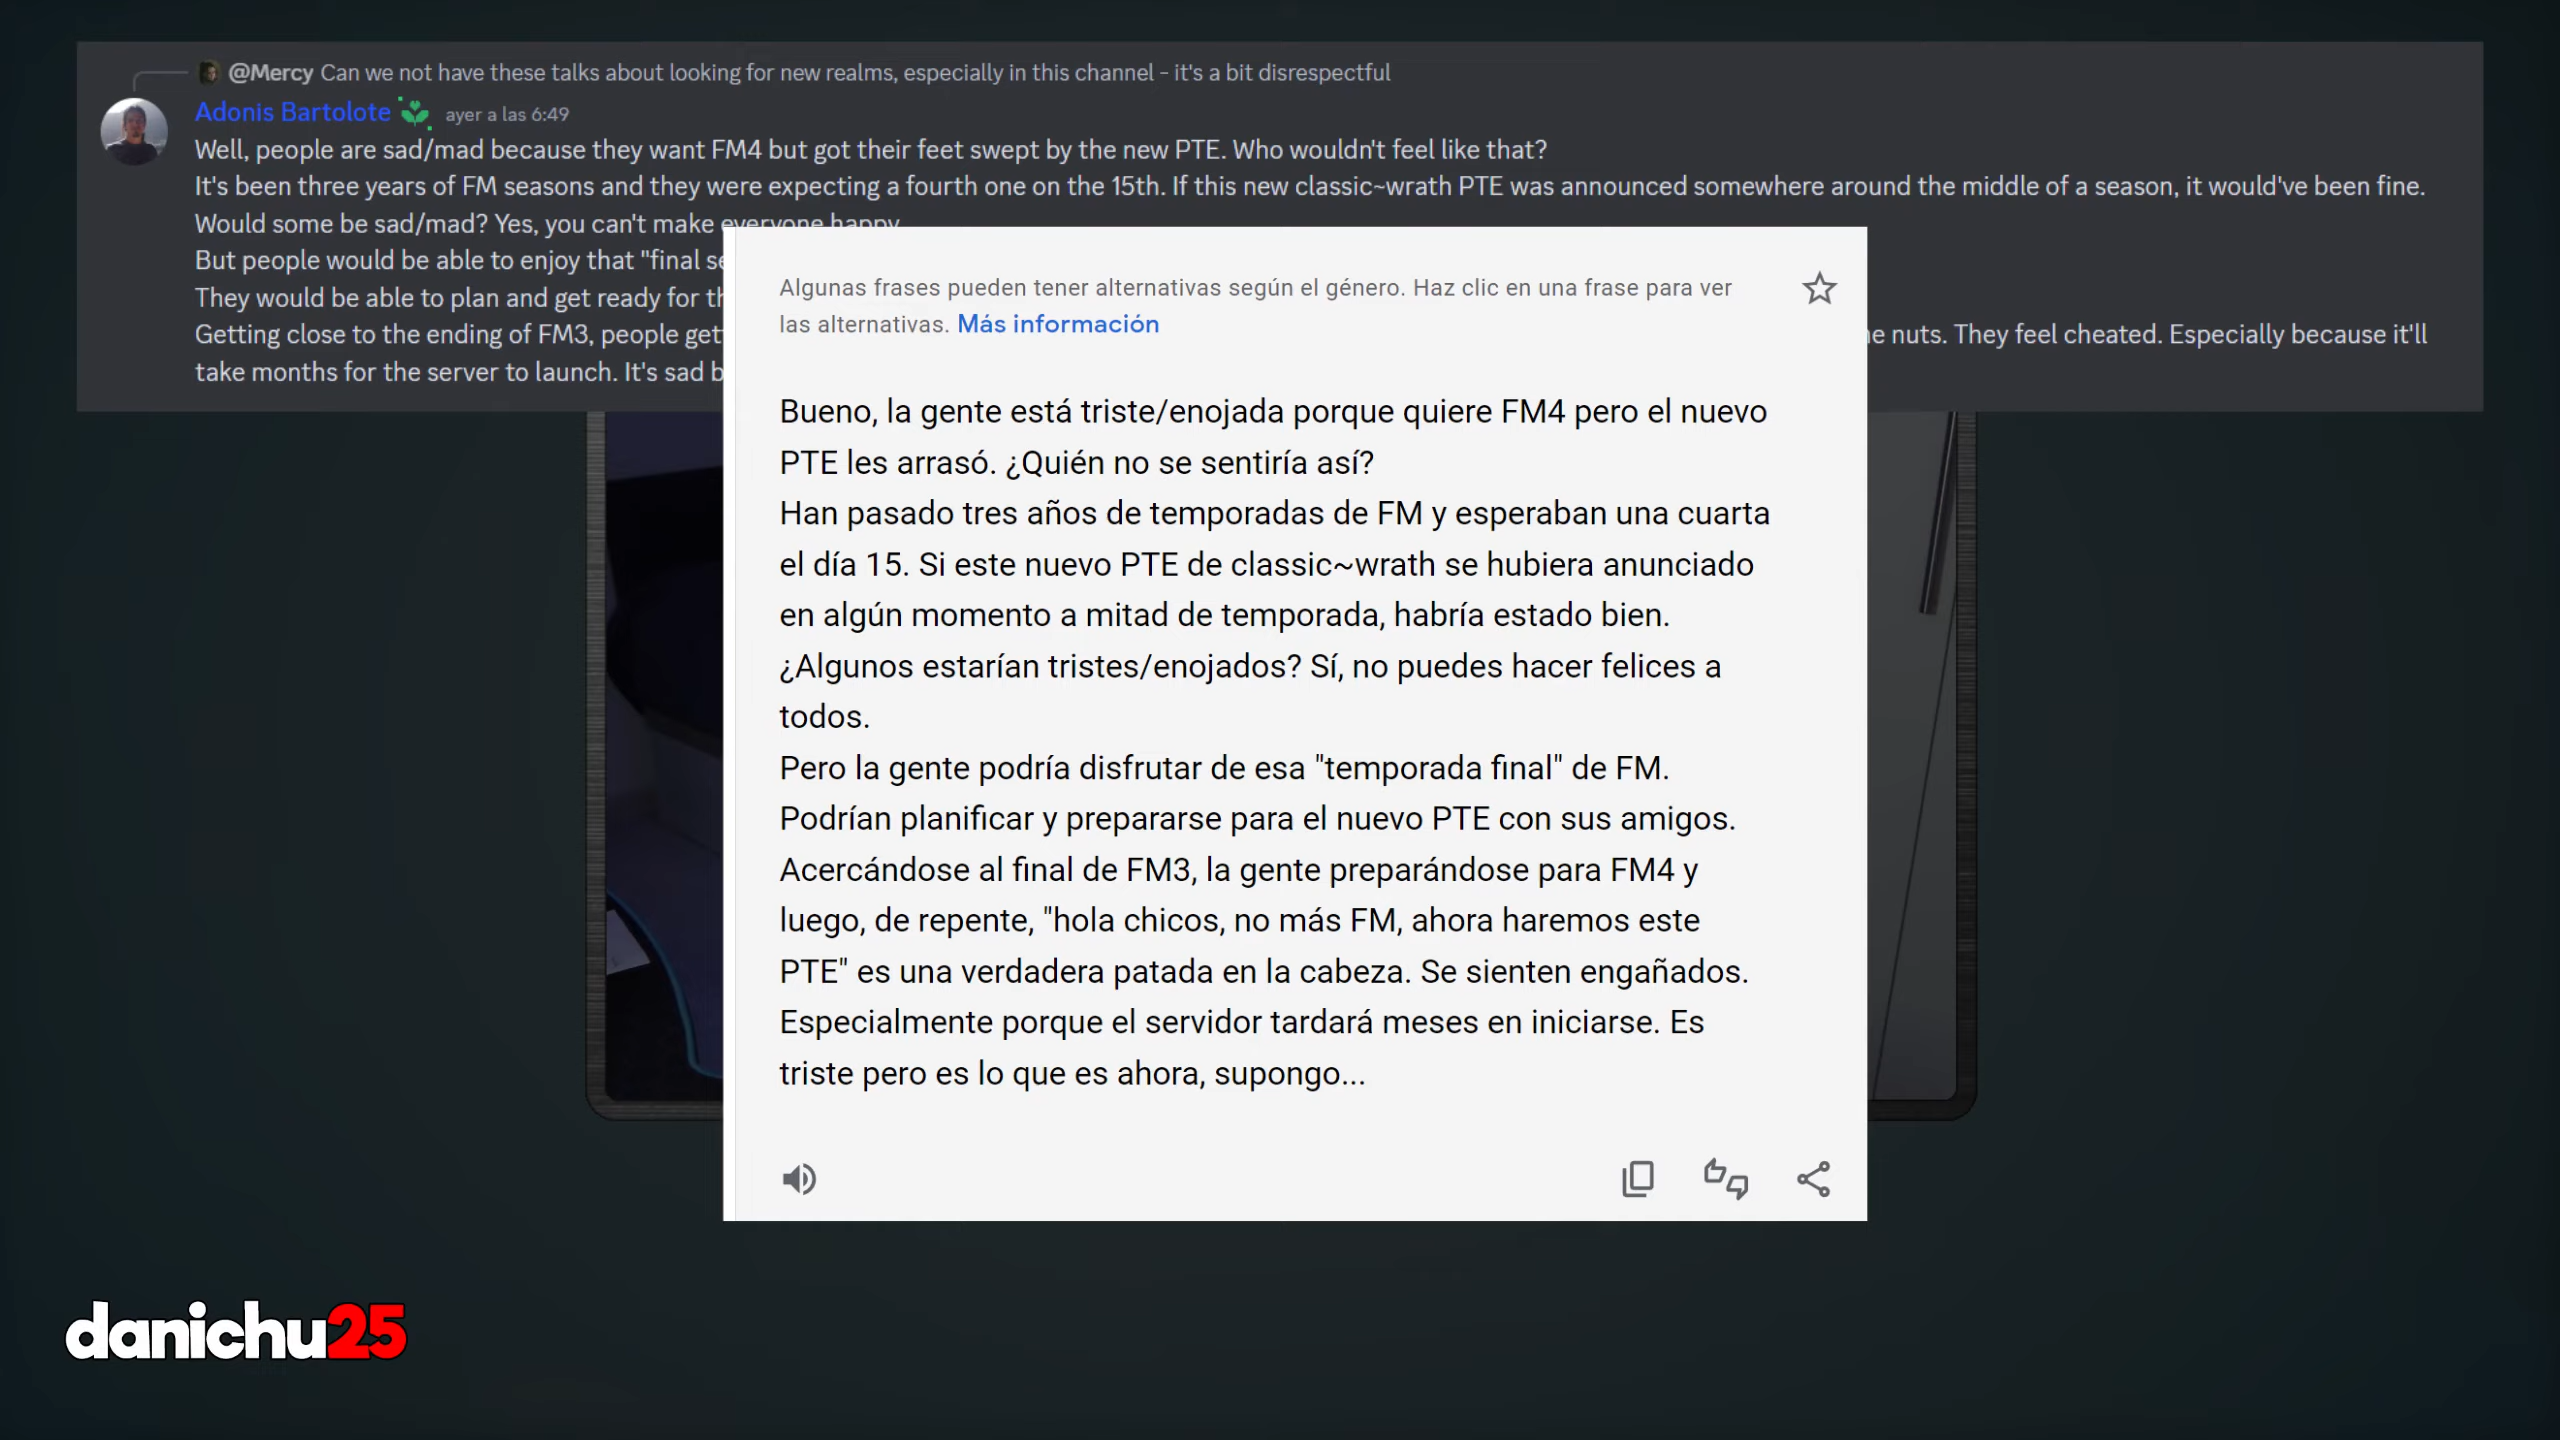 @Mercy Can we not have these talks about looking for new realms, especially in this channel - it's a bit disrespectful
Adonis Bartolote ayer a las 6:49
Well, people are sad/mad because they want FM4 but got their feet swept by the new PTE. Who wouldn't feel like that?
It's been three years of FM seasons and they were expecting a fourth one on the 15th. If this new classic~wrath PTE was announced somewhere around the middle of a season, it would've been fine.
Would some be sad/mad? Yes, you can't make everyone happy
But people would be able to enjoy that "final
They would be able to plan and get ready for
Getting close to the ending of FM3, people
nuts. They feel cheated. Especially because it'll
take months for the server to launch. It's sad
Algunas frases pueden tener alternativas según el género. Haz clic en una frase para ver
las alternativas. Más información
Bueno, la gente está triste/enojada porque quiere FM4 pero el nuevo
PTE les arrasó. ¿Quién no se sentiría así?
Han pasado tres años de temporadas de FM y esperaban una cuarta
el día 15. Si este nuevo PTE de classic~wrath se hubiera anunciado
en algún momento a mitad de temporada, habría estado bien.
¿Algunos estarían tristes/enojados? Sí, no puedes hacer felices a
todos.
Pero la gente podría disfrutar de esa "temporada final" de FM.
Podrían planificar y prepararse para el nuevo PTE con sus amigos.
Acercándose al final de FM3, la gente preparándose para FM4 y
luego, de repente, "hola chicos, no más FM, ahora haremos este
PTE" es una verdadera patada en la cabeza. Se sienten engañados.
Especialmente porque el servidor tardará meses en iniciarse. Es
triste pero es lo que es ahora, supongo...
danichu25